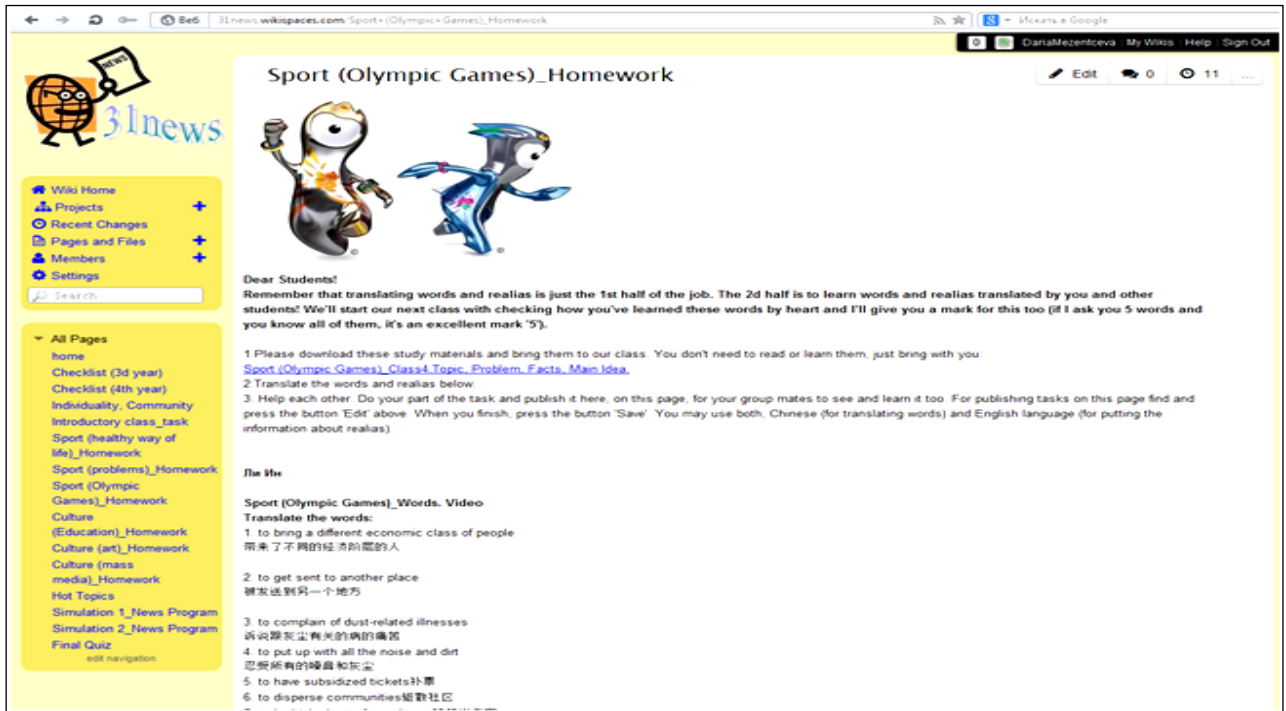 Веб
31news.wikispaces.com/Sport+(Olympic+Games)_Homework
Искать в Google
0
DariaMezentceva
My Wikis
Help
Sign Out
NEWS
31news
Sport (Olympic Games)_Homework
Edit
0
11
...
Wiki Home
Projects
Recent Changes
Pages and Files
Members
Settings
Search
All Pages
home
Checklist (3d year)
Checklist (4th year)
Individuality, Community
Introductory class_task
Sport (healthy way of
life)_Homework
Sport (problems)_Homework
Sport (Olympic
Games)_Homework
Culture
(Education)_Homework
Culture (art)_Homework
Culture (mass
media)_Homework
Hot Topics
Simulation 1_News Program
Simulation 2_News Program
Final Quiz
edit navigation
Dear Students!
Remember that translating words and realias is just the 1st half of the job. The 2d half is to learn words and realias translated by you and other
students! We'll start our next class with checking how you've learned these words by heart and I'll give you a mark for this too (if I ask you 5 words and
you know all of them, it's an excellent mark '5').
1.Please download these study materials and bring them to our class. You don't need to read or learn them, just bring with you:
Sport (Olympic Games)_Class4.Topic, Problem, Facts, Main Idea.
2.Translate the words and realias below.
3. Help each other. Do your part of the task and publish it here, on this page, for your group mates to see and learn it too. For publishing tasks on this page find and
press the button 'Edit' above. When you finish, press the button 'Save'. You may use both, Chinese (for translating words) and English language (for putting the
information about realias).
Ли Ин
Sport (Olympic Games)_Words. Video
Translate the words:
1. to bring a different economic class of people
带来了不同的经济阶层的人
2. to get sent to another place
被发送到另一个地方
3. to complain of dust-related illnesses
诉说跟灰尘有关的病的痛苦
4. to put up with all the noise and dirt
忍受所有的噪音和灰尘
5. to have subsidized tickets补票
6. to disperse communities驱散社区